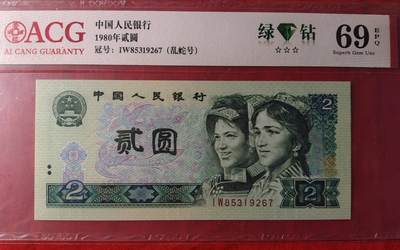 ACG
AI CANG GUARANTY
中国人民银行
1980年贰圆
冠号：IW85319267（乱蛇号）
绿 钻
☆☆☆
69 EPQ
Superb Gem Unc
中国人民银行
2
贰圆
IW85319267
2
2